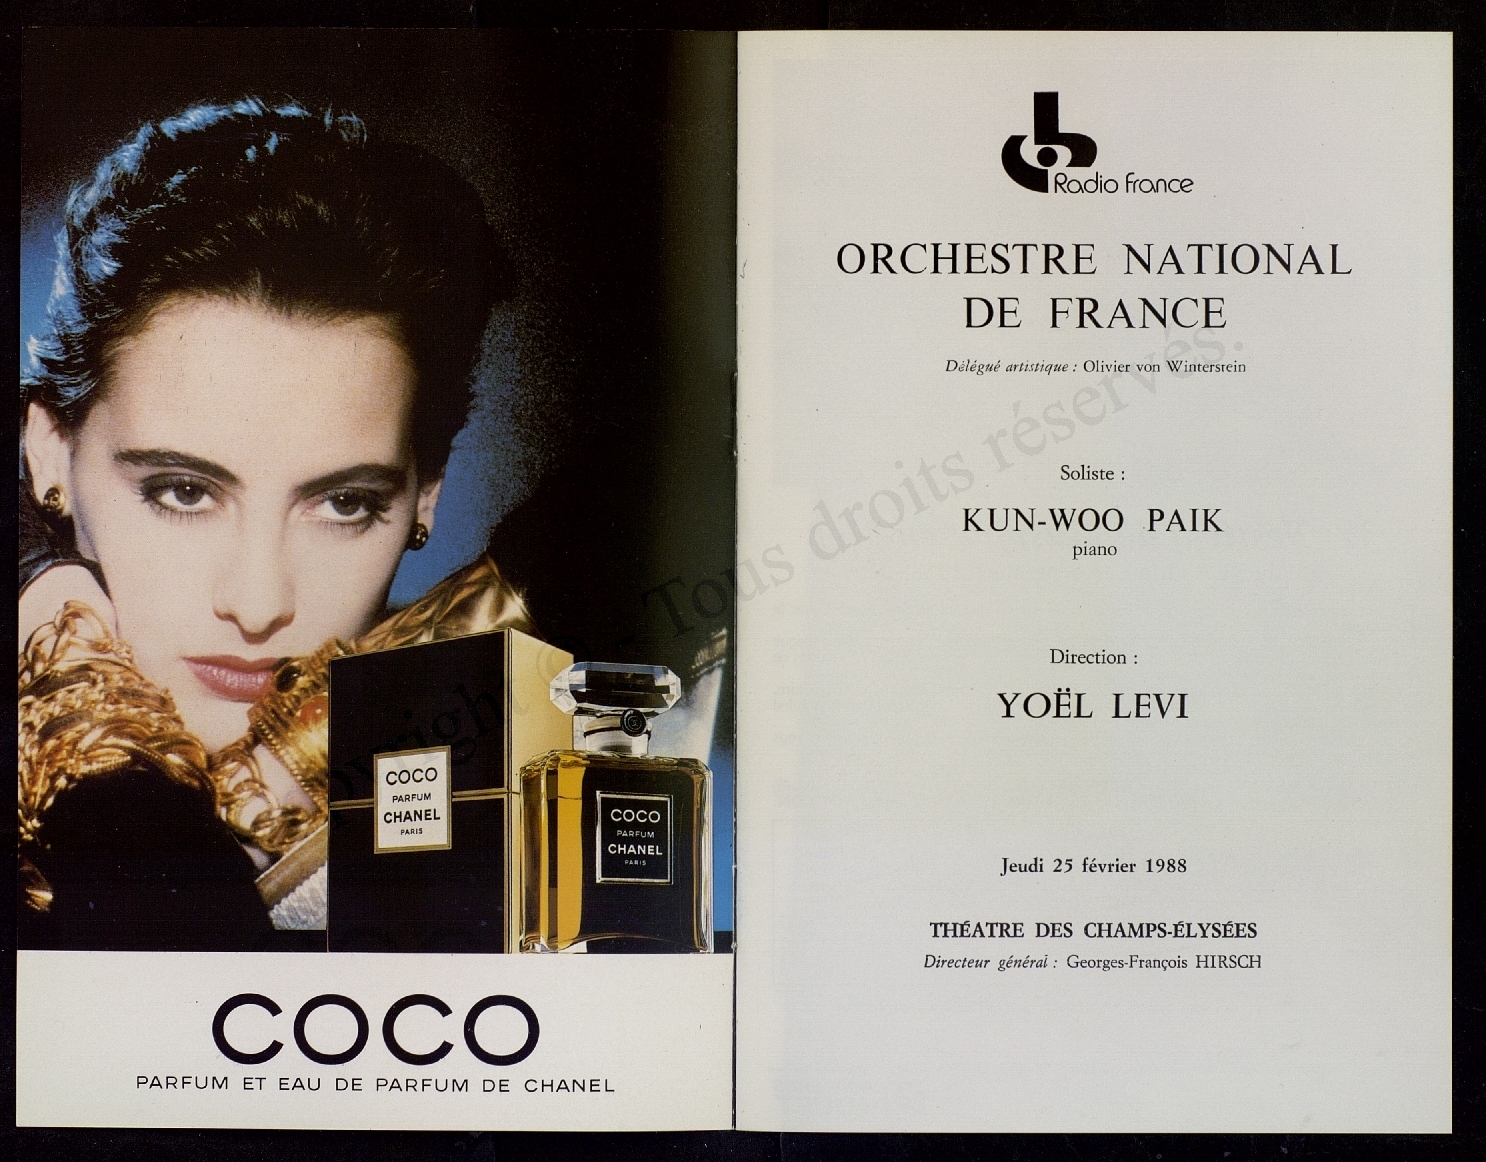 COCO
PARFUM
CHANEL
PARIS
COCO
PARFUM
CHANEL
PARIS
COCO
PARFUM ET EAU DE PARFUM DE CHANEL
Radio france
ORCHESTRE NATIONAL
DE FRANCE
Délégué artistique : Olivier von Winterstein
Soliste :
KUN-WOO PAIK
piano
Direction :
YOËL LEVI
Jeudi 25 février 1988
THÉATRE DES CHAMPS-ÉLYSÉES
Directeur général : Georges-François HIRSCH
opyright © - Tous droits réservés.